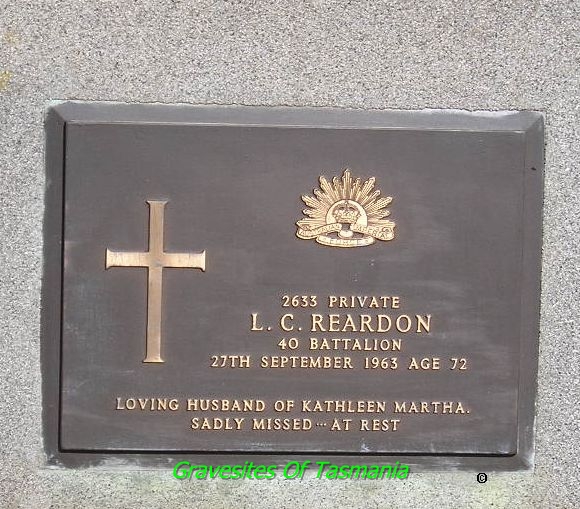 2633 PRIVATE
L. C. REARDON
40 BATTALION
27TH SEPTEMBER 1963 AGE 72
LOVING HUSBAND OF KATHLEEN MARTHA.
SADLY MISSED ··· AT REST
Gravesites Of Tasmania
©